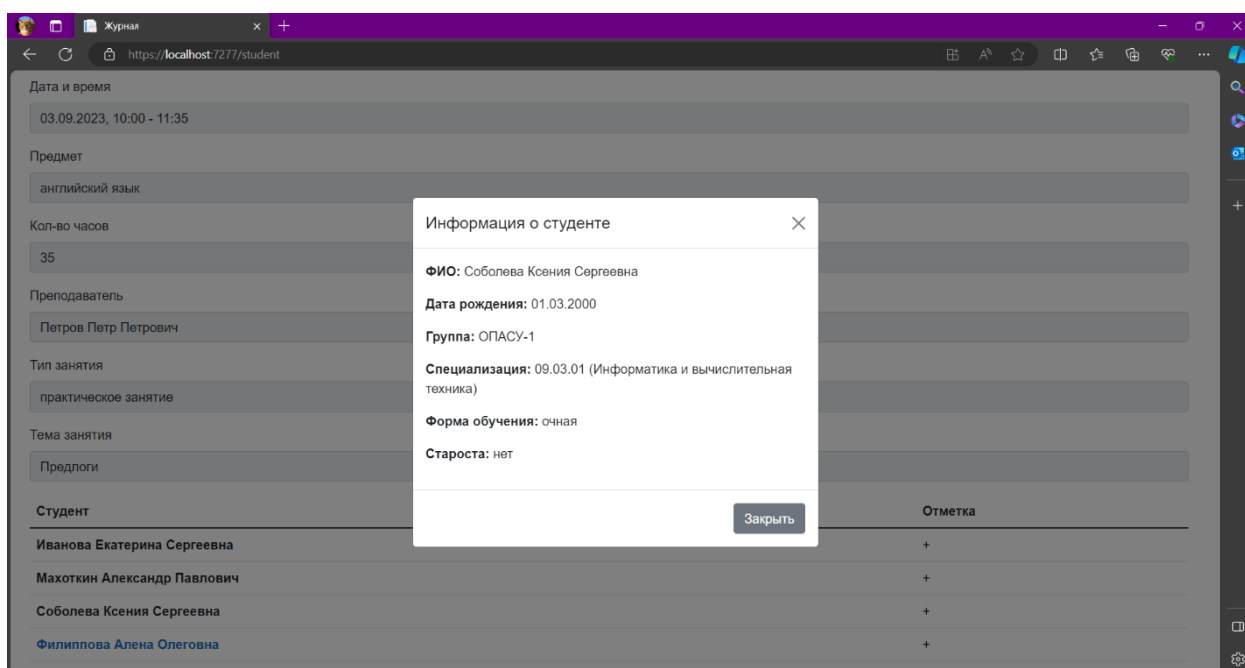 Журнал
https://localhost:7277/student
Дата и время
03.09.2023, 10:00 - 11:35
Предмет
английский язык
Кол-во часов
35
Преподаватель
Петров Петр Петрович
Тип занятия
практическое занятие
Тема занятия
Предлоги
Информация о студенте
ФИО: Соболева Ксения Сергеевна
Дата рождения: 01.03.2000
Группа: ОПАСУ-1
Специализация: 09.03.01 (Информатика и вычислительная
техника)
Форма обучения: очная
Староста: нет
Закрыть
Студент Отметка
Иванова Екатерина Сергеевна +
Махоткин Александр Павлович +
Соболева Ксения Сергеевна +
Филиппова Алена Олеговна +